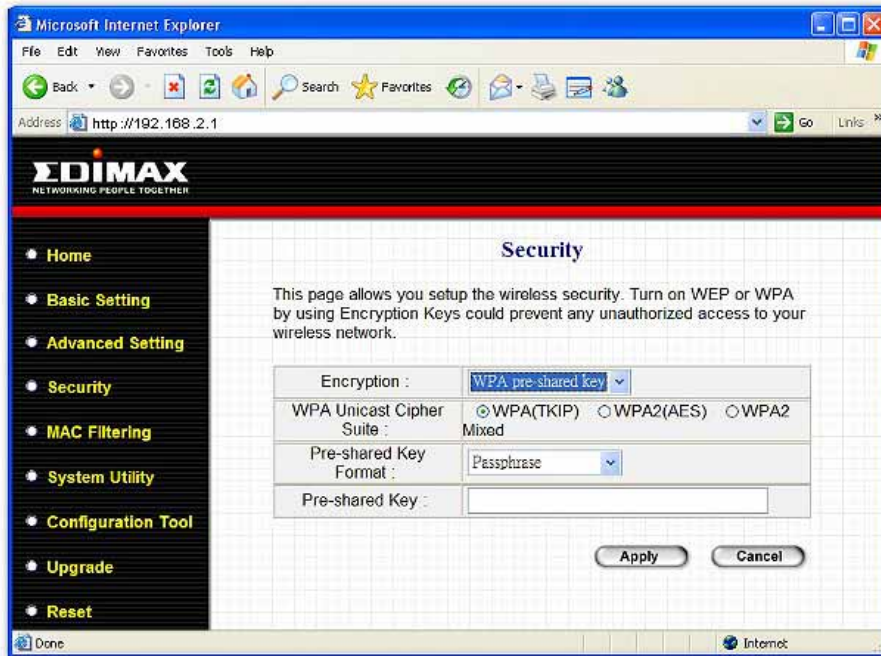 Microsoft Internet Explorer
File Edit View Favorites Tools Help
Back Search Favorites
Address http://192.168.2.1 Go Links »
EDIMAX
NETWORKING PEOPLE TOGETHER
Home
Basic Setting
Advanced Setting
Security
MAC Filtering
System Utility
Configuration Tool
Upgrade
Reset
Security
This page allows you setup the wireless security. Turn on WEP or WPA
by using Encryption Keys could prevent any unauthorized access to your
wireless network.
Encryption : WPA pre-shared key
WPA Unicast Cipher
Suite :
WPA(TKIP) WPA2(AES) WPA2
Mixed
Pre-shared Key
Format :
Passphrase
Pre-shared Key :
Apply Cancel
Done Internet